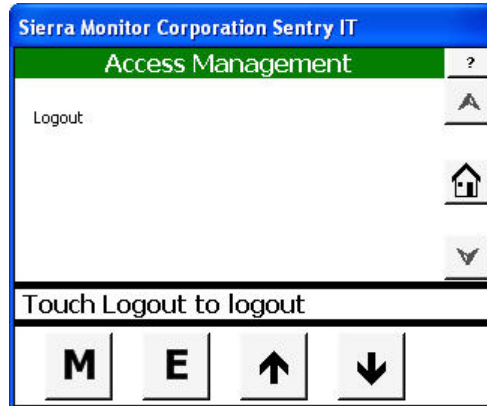 Sierra Monitor Corporation Sentry IT
Access Management
?
Logout
Touch Logout to logout
M E